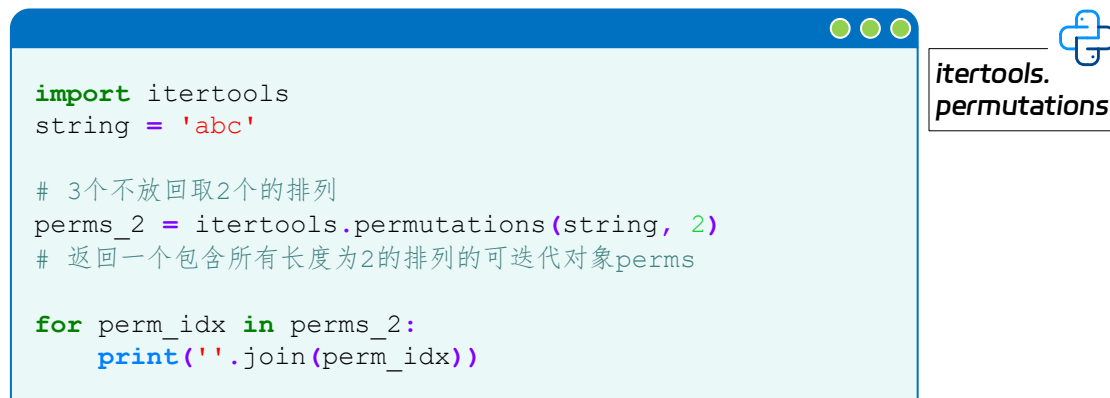 import itertools
string = 'abc'
# 3个不放回取2个的排列
perms_2 = itertools.permutations(string, 2)
# 返回一个包含所有长度为2的排列的可迭代对象perms
for perm_idx in perms_2:
    print(''.join(perm_idx))
itertools.
permutations